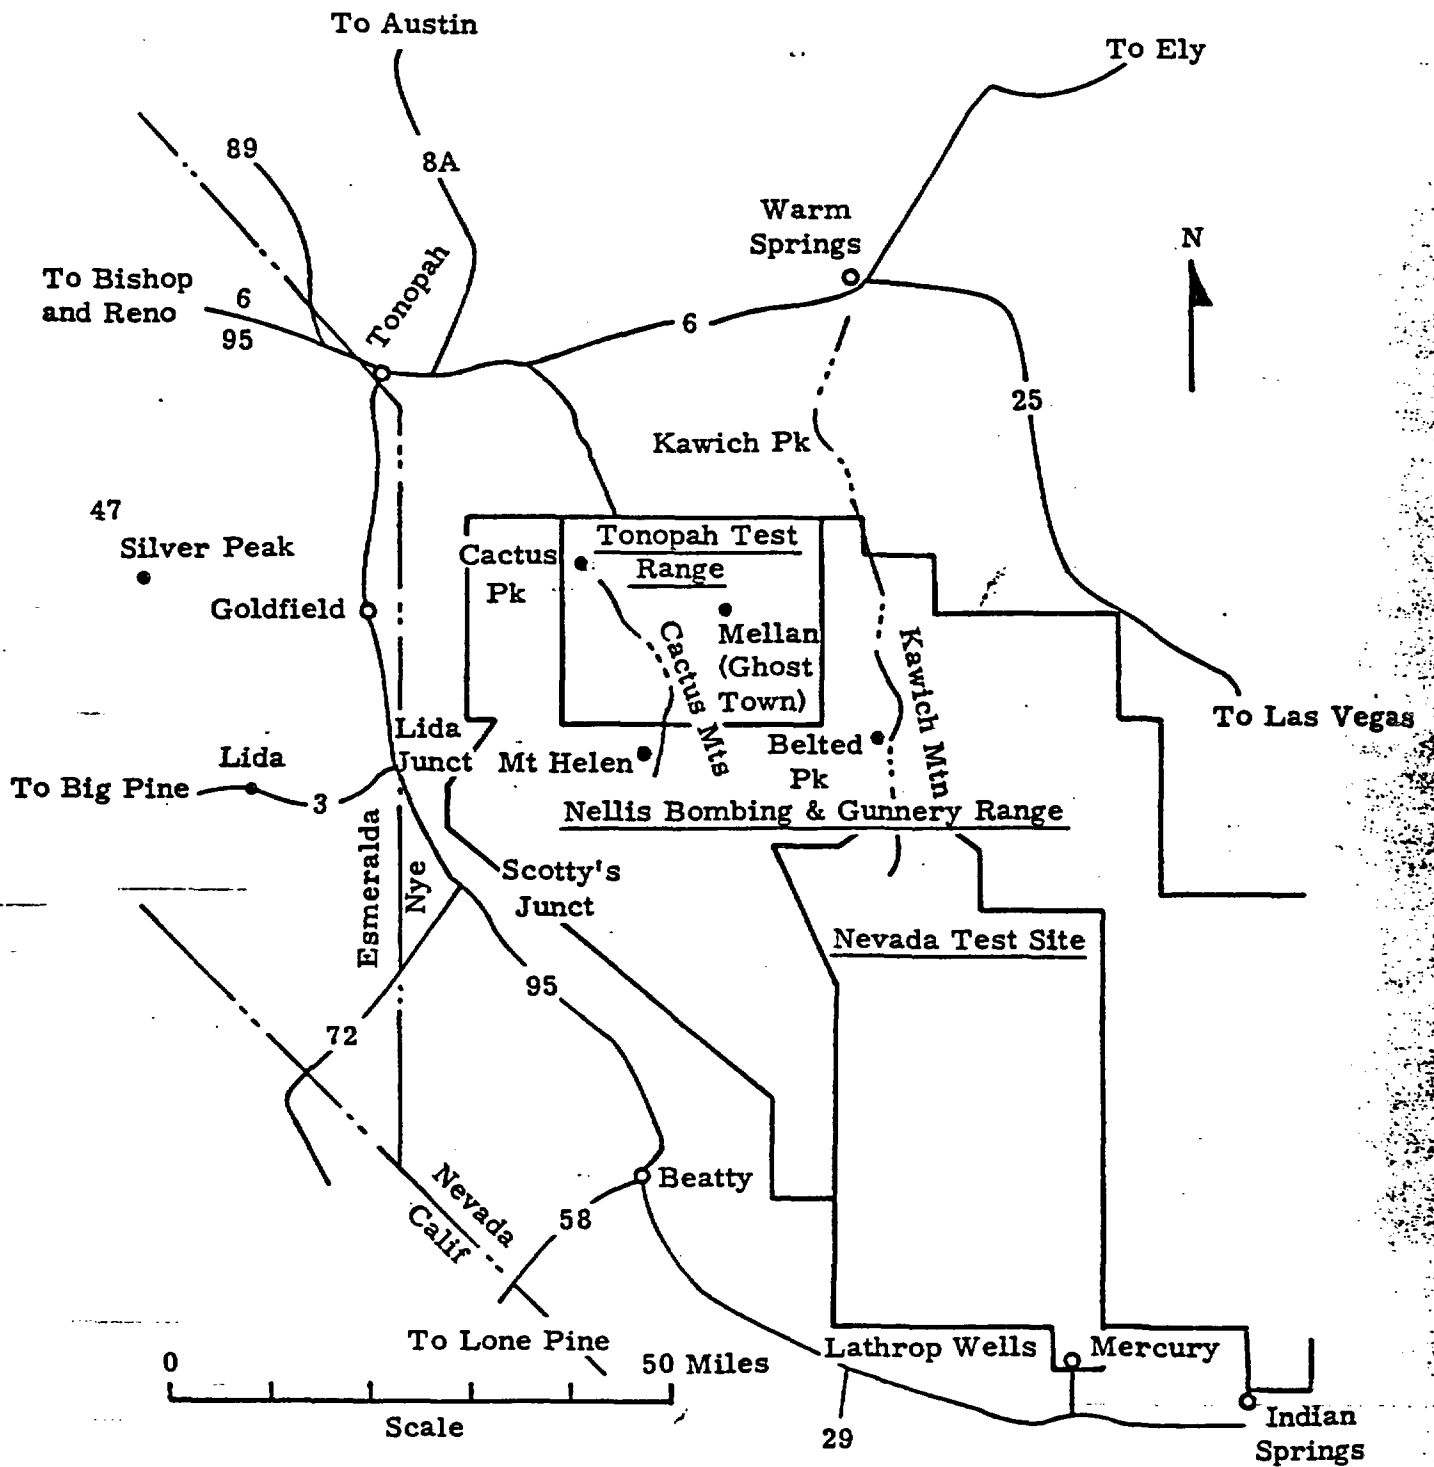 To Austin
To Ely
89
8A
Warm
Springs
N
To Bishop
and Reno
6
95
Tonopah
6
25
Kawich Pk
47
Silver Peak
Goldfield
Cactus
Pk
Tonopah Test
Range
Mellan
(Ghost
Town)
Cactus Mts
Kawich Mtn
To Las Vegas
Lida
Junct
Lida
To Big Pine
3
Mt Helen
Belted
Pk
Nellis Bombing & Gunnery Range
Esmeralda
Nye
Scotty's
Junct
Nevada Test Site
95
72
Nevada
Calif
Beatty
58
To Lone Pine
Lathrop Wells
Mercury
0
50 Miles
Scale
29
Indian
Springs